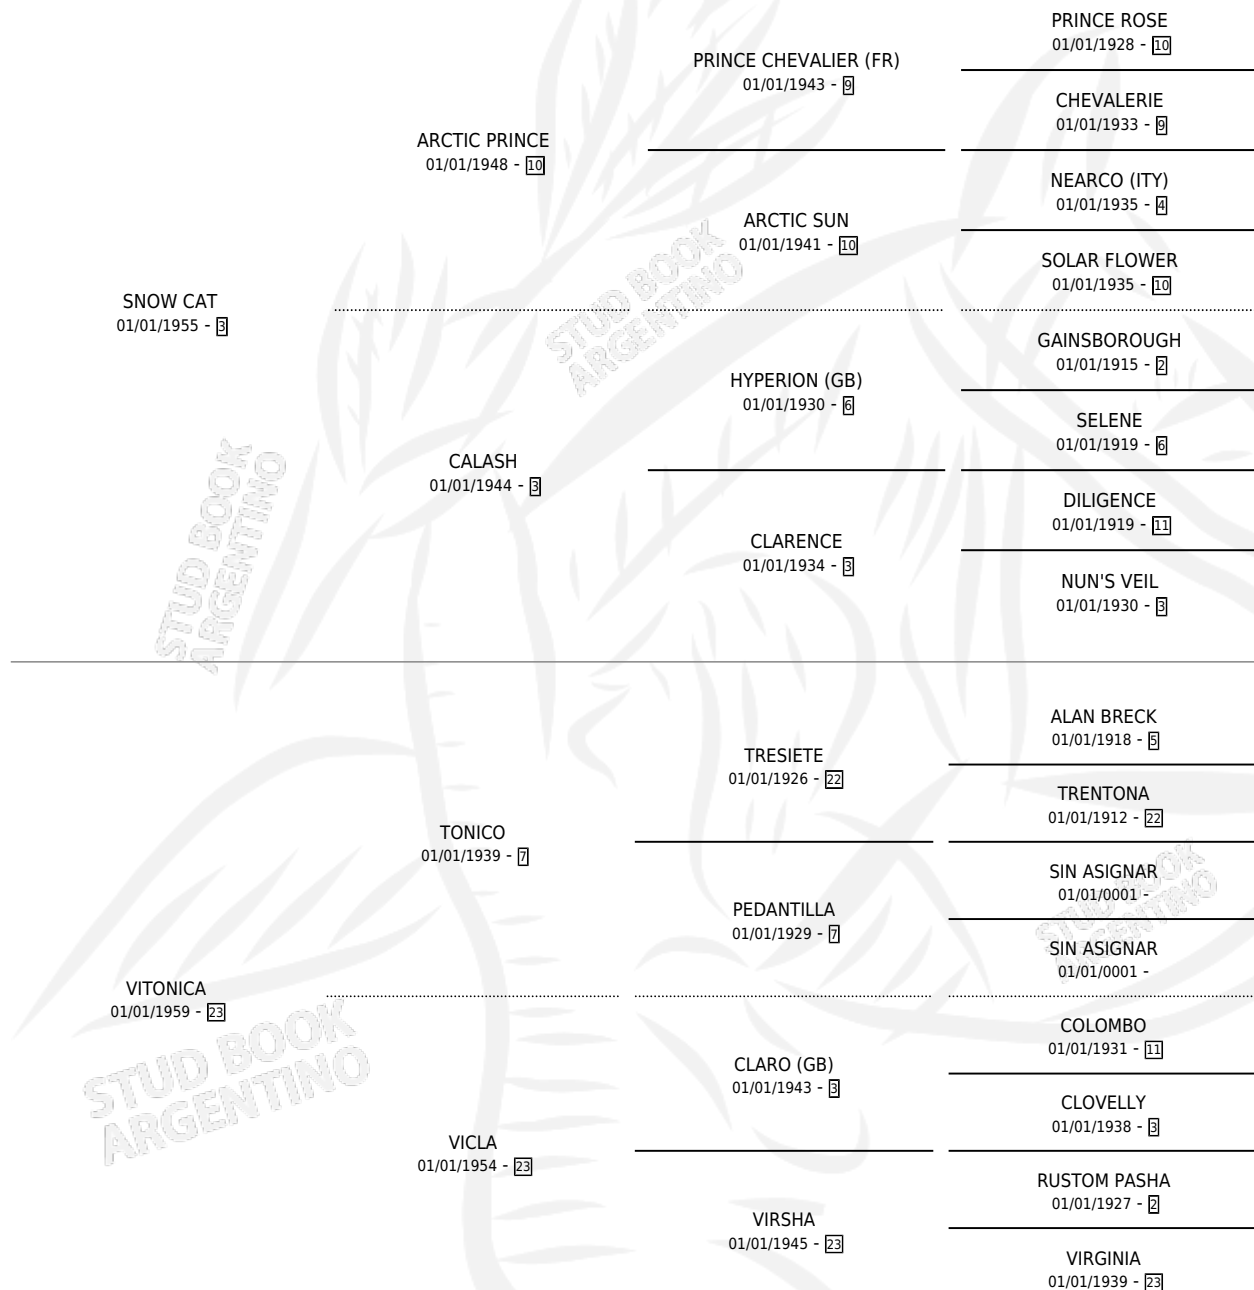 PRINCE ROSE
01/01/1928 - 10
PRINCE CHEVALIER (FR)
01/01/1943 - 9
CHEVALERIE
01/01/1933 - 9
ARCTIC PRINCE
01/01/1948 - 10
NEARCO (ITY)
01/01/1935 - 4
ARCTIC SUN
01/01/1941 - 10
SOLAR FLOWER
01/01/1935 - 10
SNOW CAT
01/01/1955 - 3
GAINSBOROUGH
01/01/1915 - 2
HYPERION (GB)
01/01/1930 - 6
SELENE
01/01/1919 - 6
CALASH
01/01/1944 - 3
DILIGENCE
01/01/1919 - 11
CLARENCE
01/01/1934 - 3
NUN'S VEIL
01/01/1930 - 3
ALAN BRECK
01/01/1918 - 5
TRESIETE
01/01/1926 - 22
TRENTONA
01/01/1912 - 22
TONICO
01/01/1939 - 7
SIN ASIGNAR
01/01/0001 -
PEDANTILLA
01/01/1929 - 7
SIN ASIGNAR
01/01/0001 -
VITONICA
01/01/1959 - 23
COLOMBO
01/01/1931 - 11
CLARO (GB)
01/01/1943 - 3
CLOVELLY
01/01/1938 - 3
VICLA
01/01/1954 - 23
RUSTOM PASHA
01/01/1927 - 2
VIRSHA
01/01/1945 - 23
VIRGINIA
01/01/1939 - 23
STUD BOOK
ARGENTINO
STUD BOOK
ARGENTINO
STUD BOOK
ARGENTINO
STUD BOOK
ARGENTINO